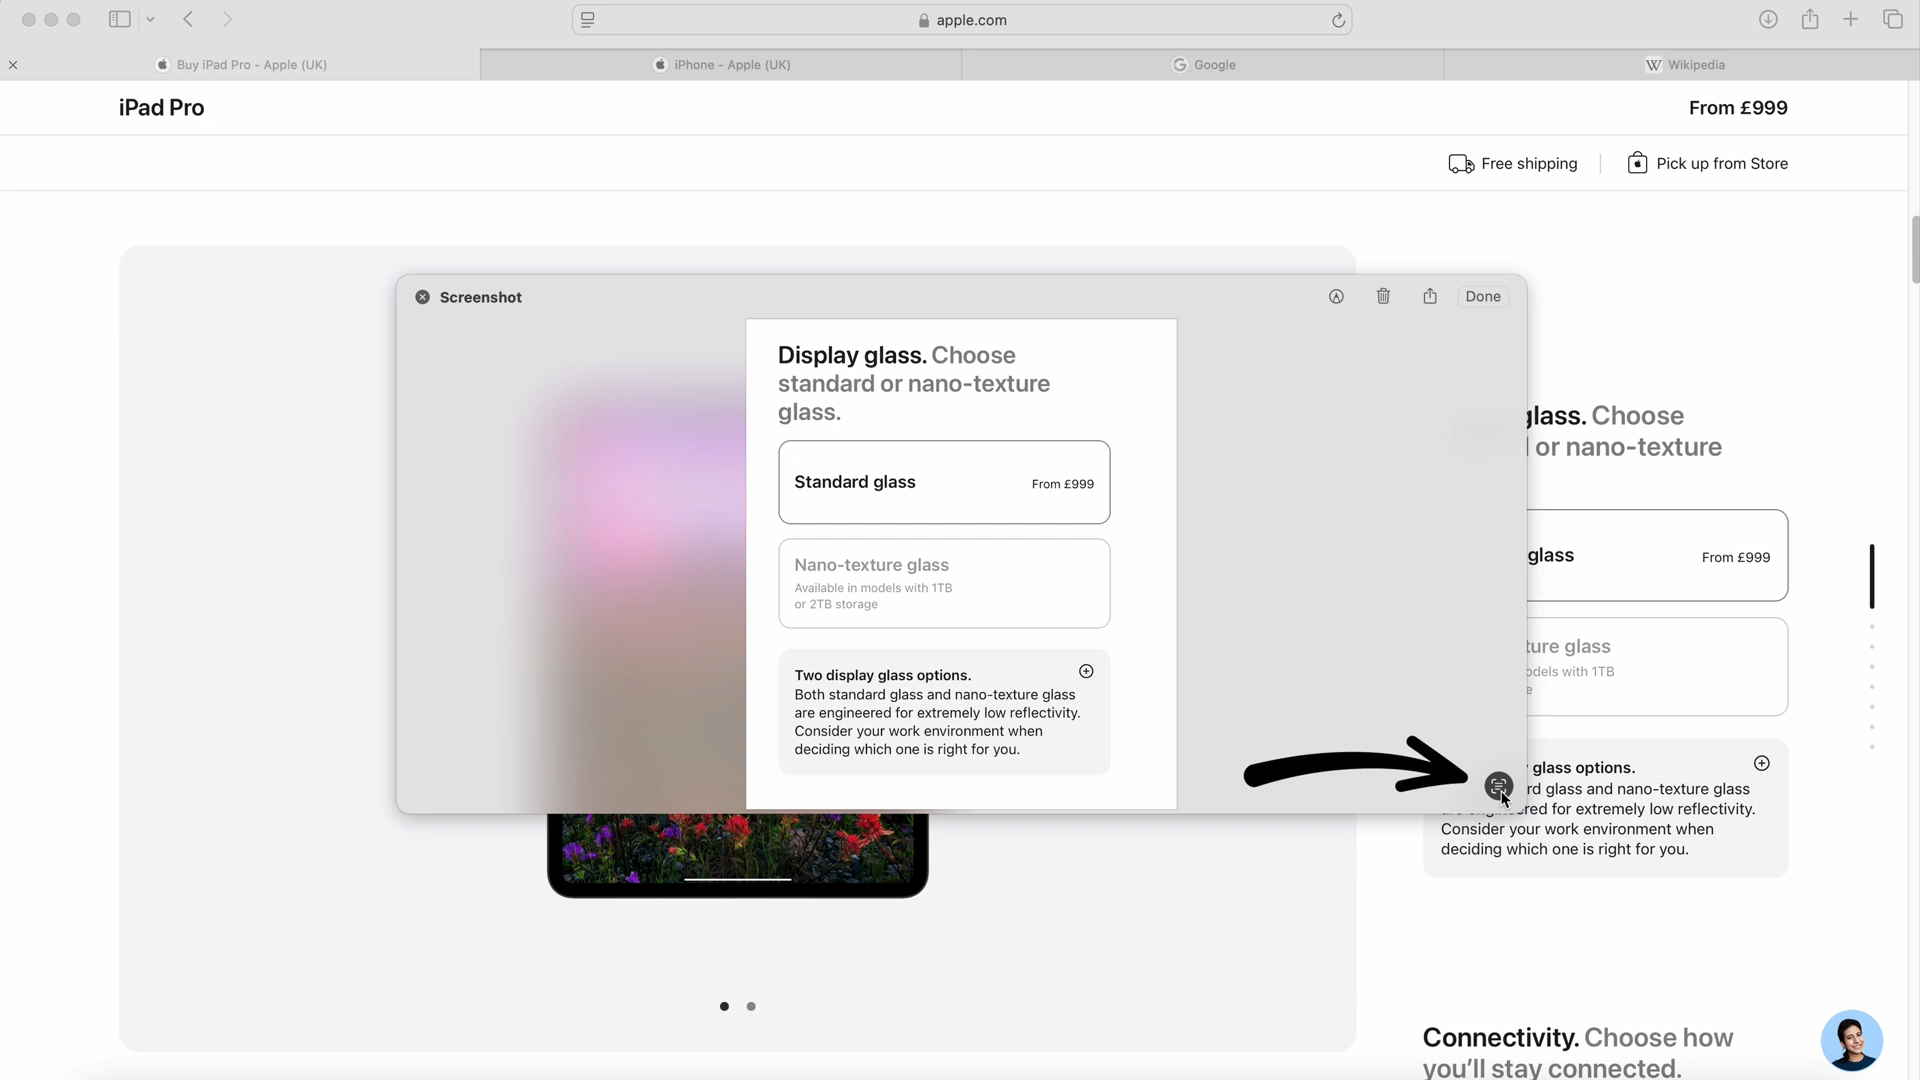 apple.com
Buy iPad Pro - Apple (UK)
iPhone - Apple (UK)
Google
Wikipedia
iPad Pro
From £999
Free shipping
Pick up from Store
Screenshot
Done
Display glass. Choose
standard or nano-texture
glass.
Standard glass
From £999
Nano-texture glass
Available in models with 1TB
or 2TB storage
Two display glass options.
Both standard glass and nano-texture glass
are engineered for extremely low reflectivity.
Consider your work environment when
deciding which one is right for you.
glass. Choose
or nano-texture
glass
From £999
ture glass
odels with 1TB
e
glass options.
rd glass and nano-texture glass
are engineered for extremely low reflectivity.
Consider your work environment when
deciding which one is right for you.
Connectivity. Choose how
you'll stay connected.